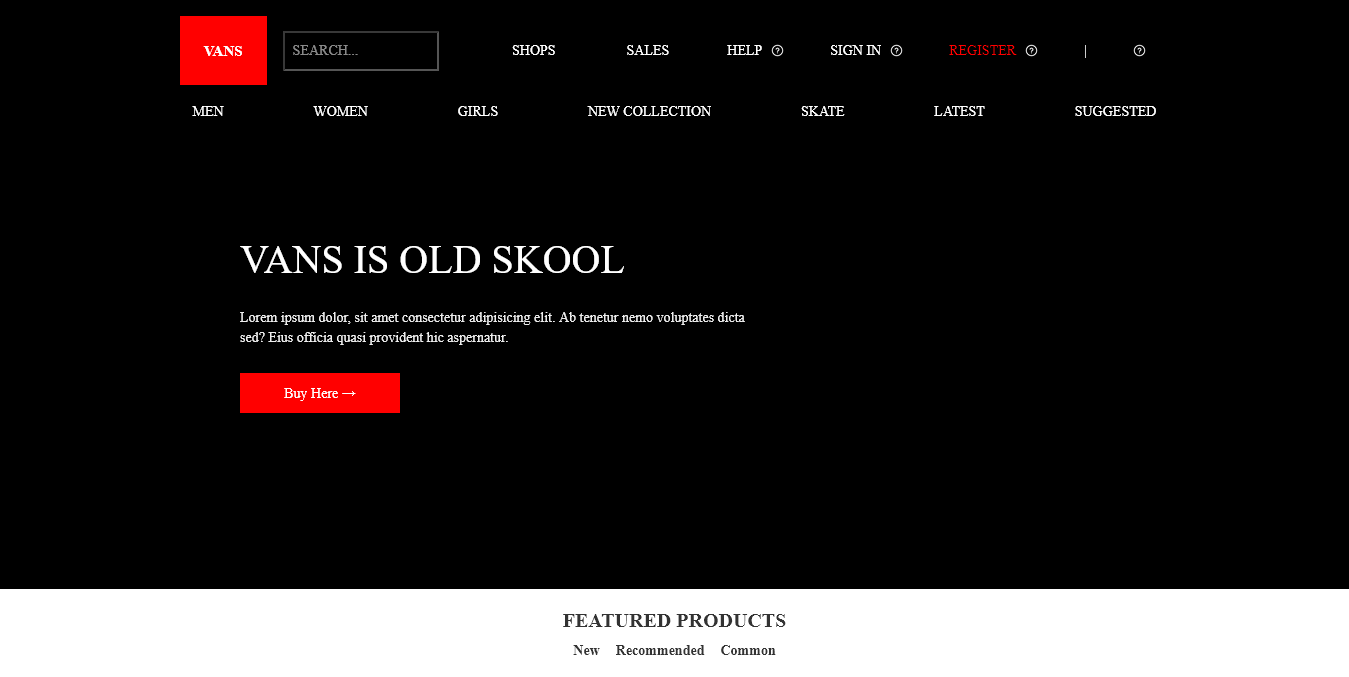 VANS SEARCH... SHOPS SALES HELP SIGN IN REGISTER |
MEN WOMEN GIRLS NEW COLLECTION SKATE LATEST SUGGESTED
VANS IS OLD SKOOL
Lorem ipsum dolor, sit amet consectetur adipisicing elit. Ab tenetur nemo voluptates dicta
sed? Eius officia quasi provident hic aspernatur.
Buy Here →
FEATURED PRODUCTS
New Recommended Common